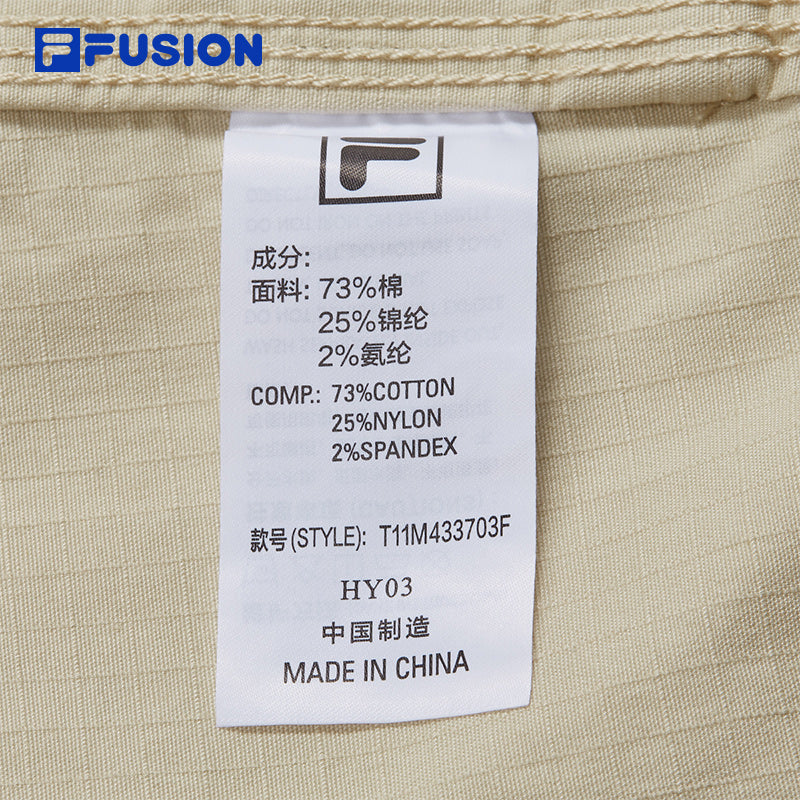 FUSION
成分:
面料: 73%棉
25%锦纶
2%氨纶
COMP.: 73%COTTON
25%NYLON
2%SPANDEX
款号(STYLE): T11M433703F
HY03
中国制造
MADE IN CHINA